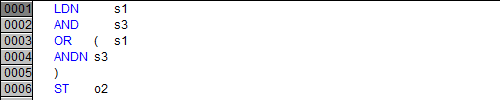 0001 LDN s1
0002 AND s3
0003 OR ( s1
0004 ANDN s3
0005 )
0006 ST o2